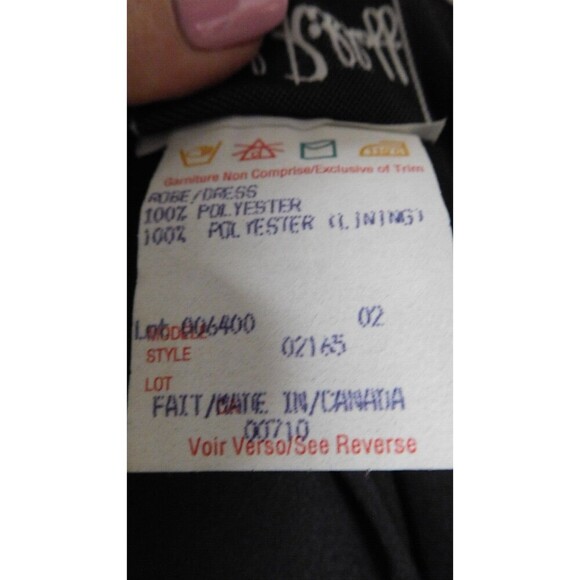 Stuff
Garniture Non Comprise/Exclusive of Trim
ROBE/DRESS
100% POLYESTER
100% POLYESTER (LINING)
Lot 006400 02
MODELE
STYLE 02165
LOT
FAIT/MADE IN/CANADA
00710
Voir Verso/See Reverse